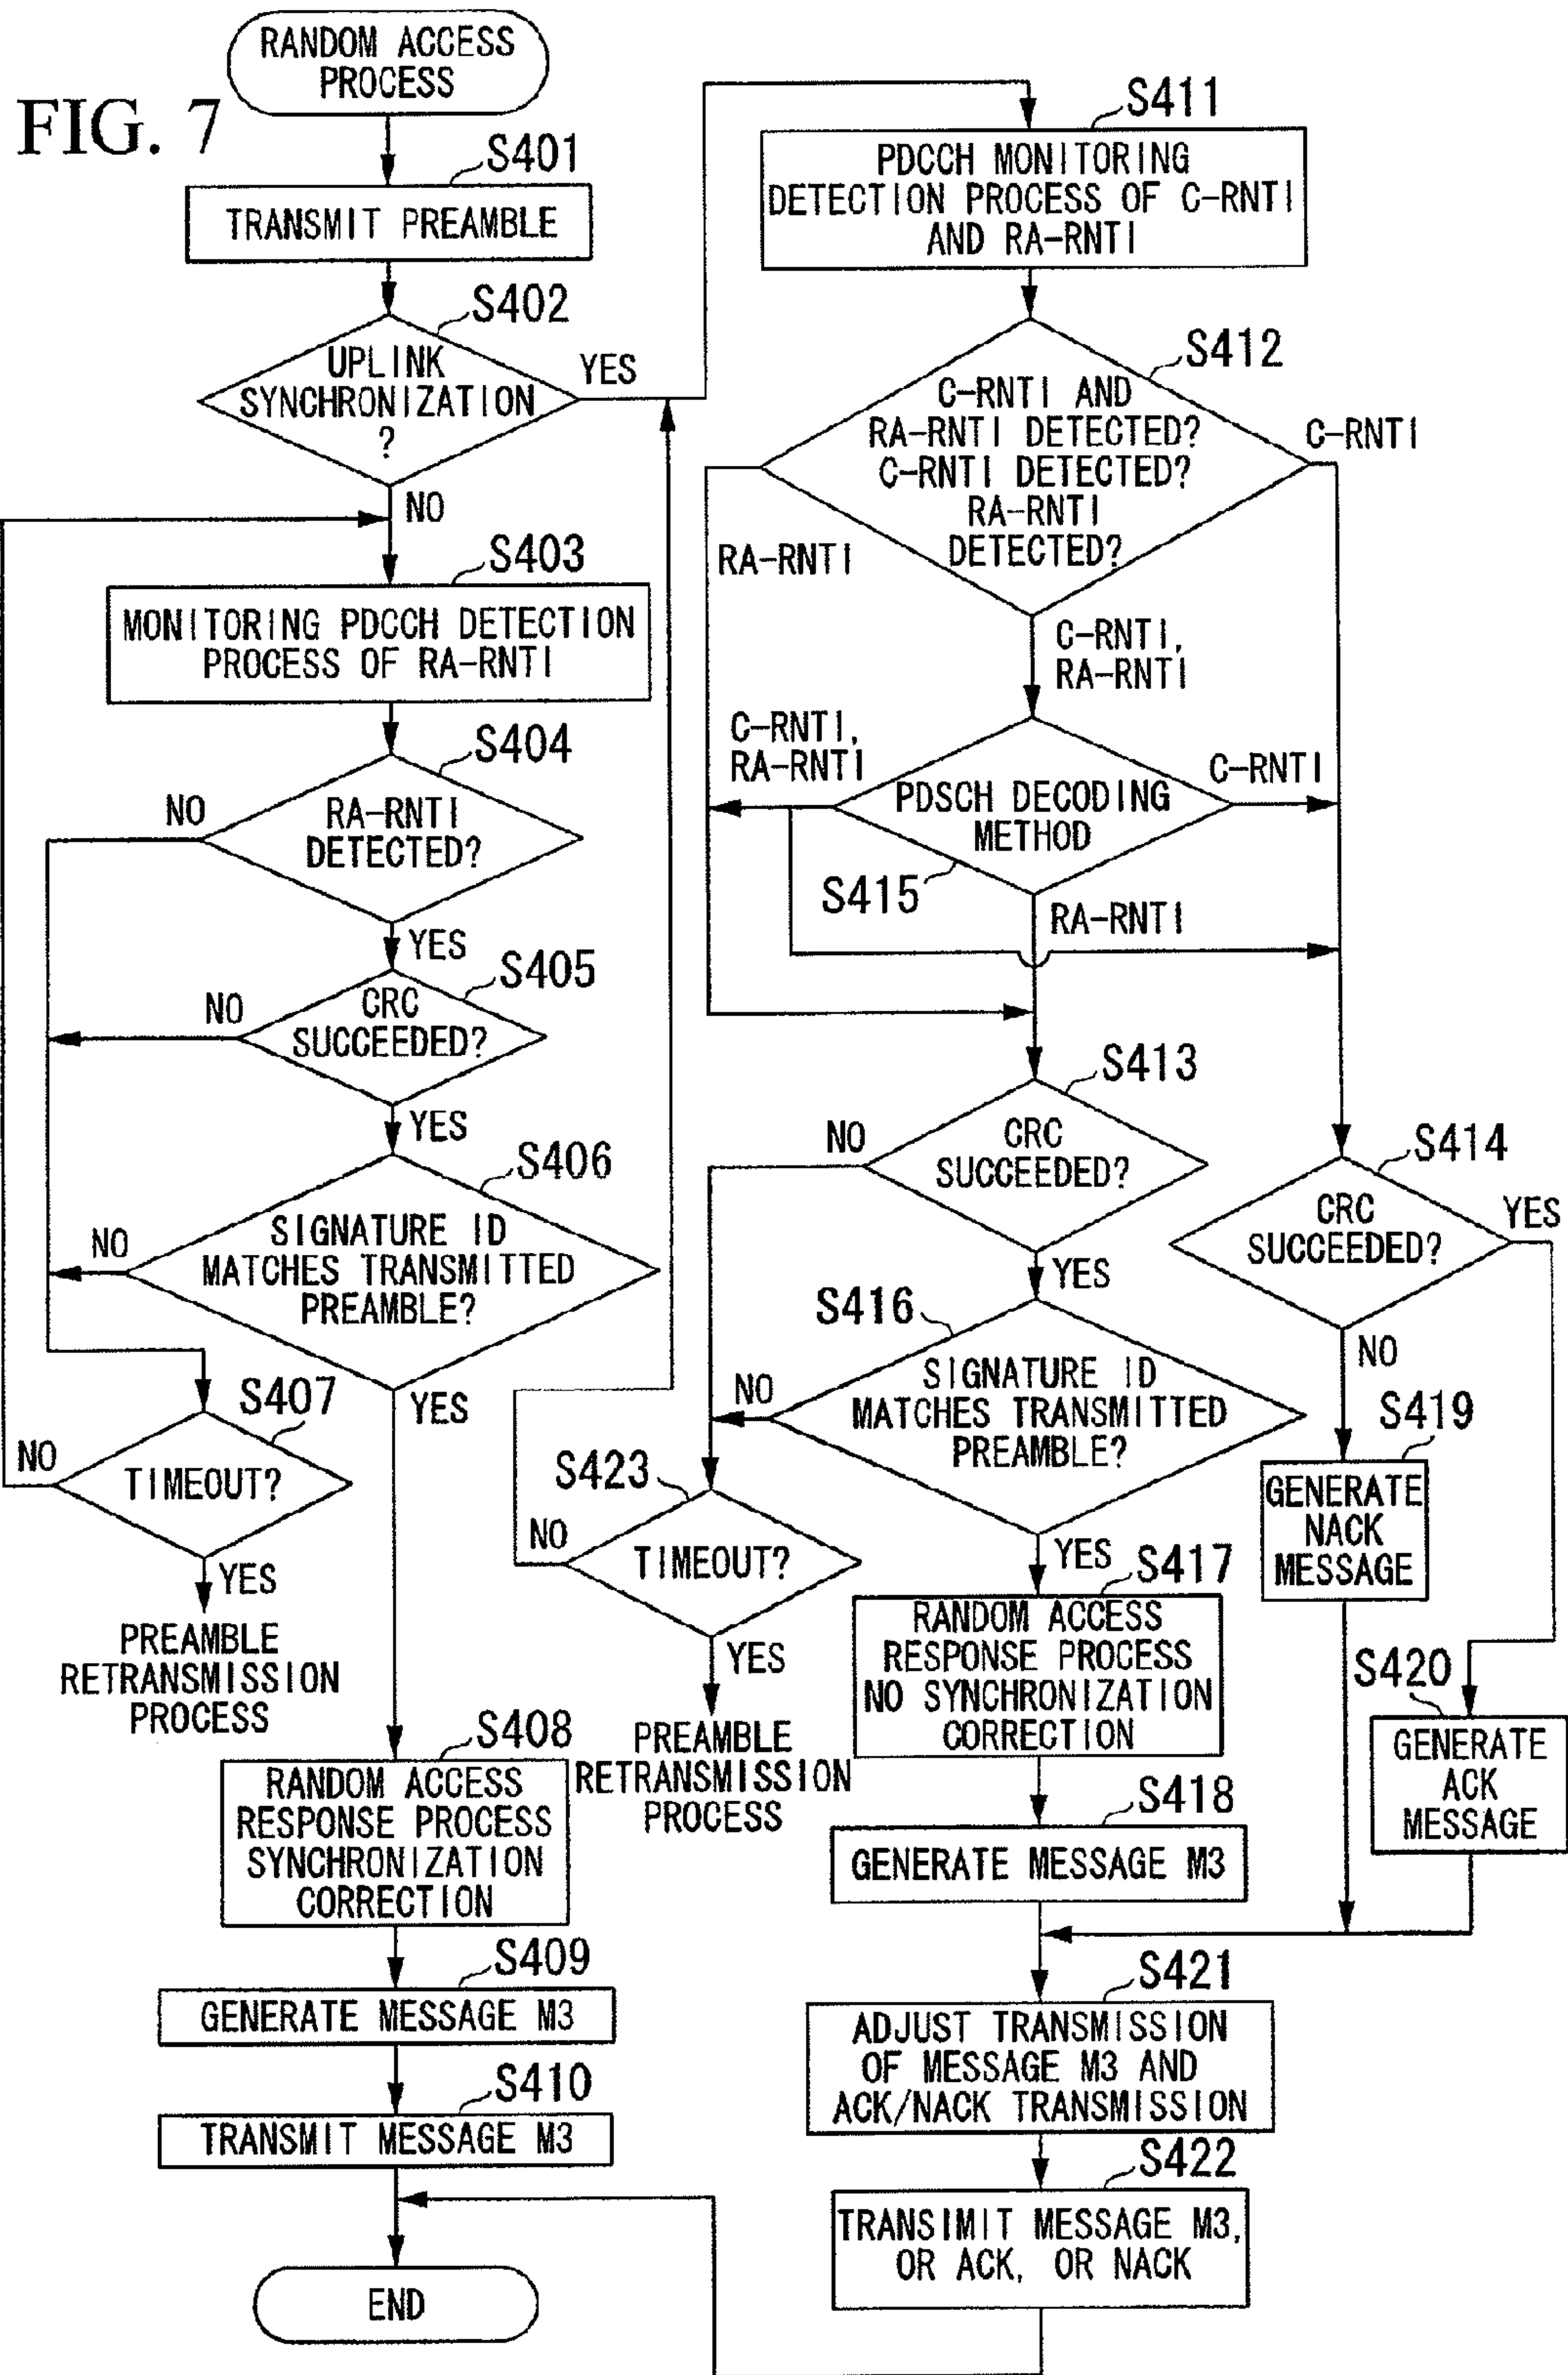 FIG. 7
RANDOM ACCESS
PROCESS
S401
TRANSMIT PREAMBLE
S402
UPLINK
SYNCHRONIZATION
?
YES
NO
S403
MONITORING PDCCH DETECTION
PROCESS OF RA-RNTI
S404
RA-RNTI
DETECTED?
NO
YES
S405
CRC
SUCCEEDED?
NO
YES
S406
SIGNATURE ID
MATCHES TRANSMITTED
PREAMBLE?
NO
YES
S407
TIMEOUT?
NO
YES
PREAMBLE
RETRANSMISSION
PROCESS
S408
RANDOM ACCESS
RESPONSE PROCESS
SYNCHRONIZATION
CORRECTION
S409
GENERATE MESSAGE M3
S410
TRANSMIT MESSAGE M3
END
S411
PDCCH MONITORING
DETECTION PROCESS OF C-RNTI
AND RA-RNTI
S412
C-RNTI AND
RA-RNTI DETECTED?
C-RNTI DETECTED?
RA-RNTI
DETECTED?
C-RNTI
RA-RNTI
C-RNTI,
RA-RNTI
C-RNTI,
RA-RNTI
C-RNTI
PDSCH DECODING
METHOD
S415
RA-RNTI
S413
CRC
SUCCEEDED?
NO
YES
S414
CRC
SUCCEEDED?
YES
NO
S416
SIGNATURE ID
MATCHES TRANSMITTED
PREAMBLE?
NO
YES
S423
TIMEOUT?
NO
YES
PREAMBLE
RETRANSMISSION
PROCESS
S417
RANDOM ACCESS
RESPONSE PROCESS
NO SYNCHRONIZATION
CORRECTION
S418
GENERATE MESSAGE M3
S419
GENERATE
NACK
MESSAGE
S420
GENERATE
ACK
MESSAGE
S421
ADJUST TRANSMISSION
OF MESSAGE M3 AND
ACK/NACK TRANSMISSION
S422
TRANSIMIT MESSAGE M3,
OR ACK, OR NACK